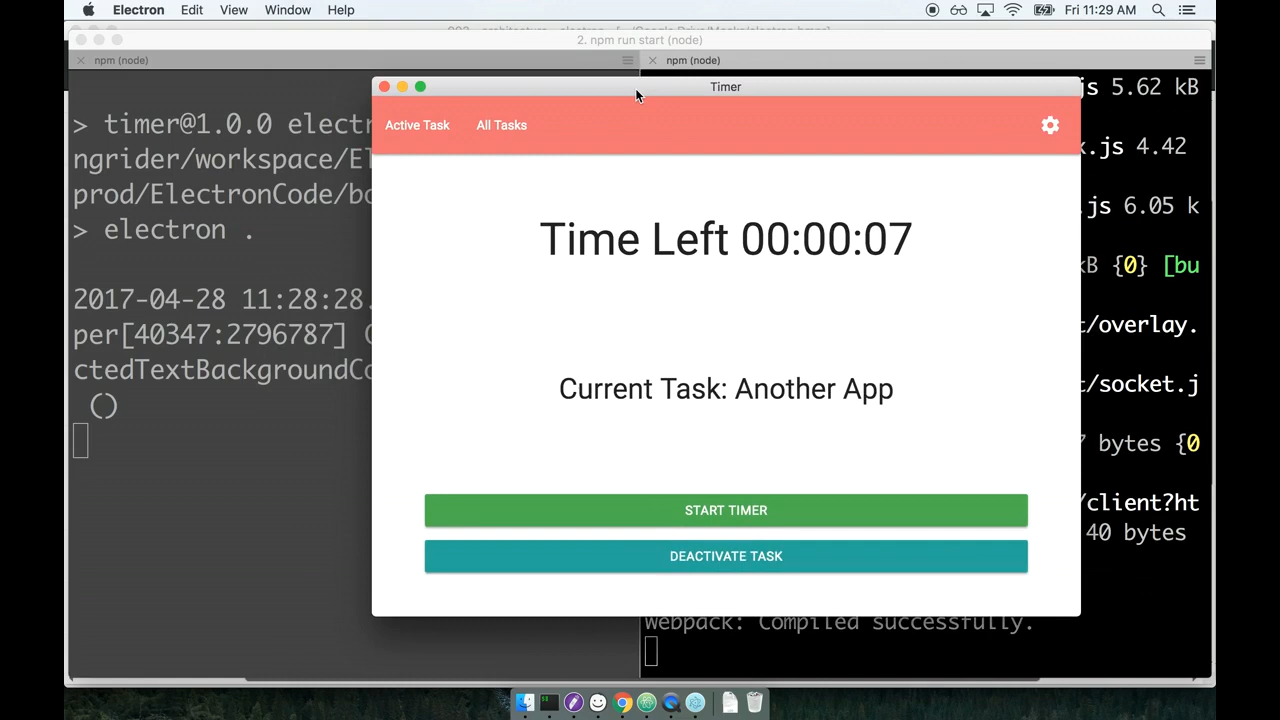 Electron Edit View Window Help Fri 11:29 AM
2. npm run start (node)
npm (node) npm (node)
Timer
Active Task All Tasks
Time Left 00:00:07
Current Task: Another App
START TIMER
DEACTIVATE TASK
> timer@1.0.0 electr
ngrider/workspace/El
prod/ElectronCode/bo
> electron .
2017-04-28 11:28:28.
per[40347:2796787]
ctedTextBackgroundCo
()
js 5.62 kB
.js 4.42
js 6.05 k
kB {0} [bu
t/overlay.
t/socket.j
7 bytes {0
/client?ht
40 bytes
webpack: Compiled successfully.